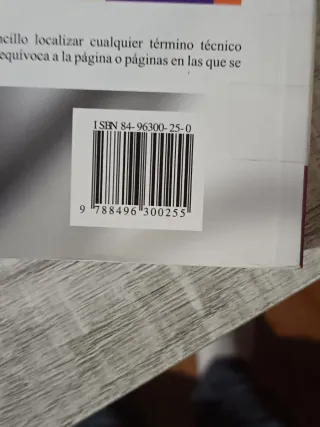 cillo localizar cualquier término técnico
equívoca a la página o páginas en las que se
ISBN 84-96300-25-0
9 788496 300255